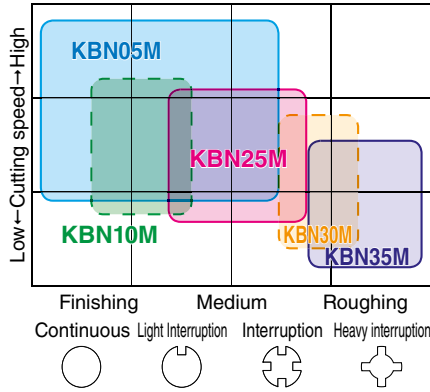 KBN05M
KBN25M
KBN10M
KBN30M
KBN35M
Low←Cutting speed→High
Finishing Medium Roughing
Continuous Light Interruption Interruption Heavy interruption